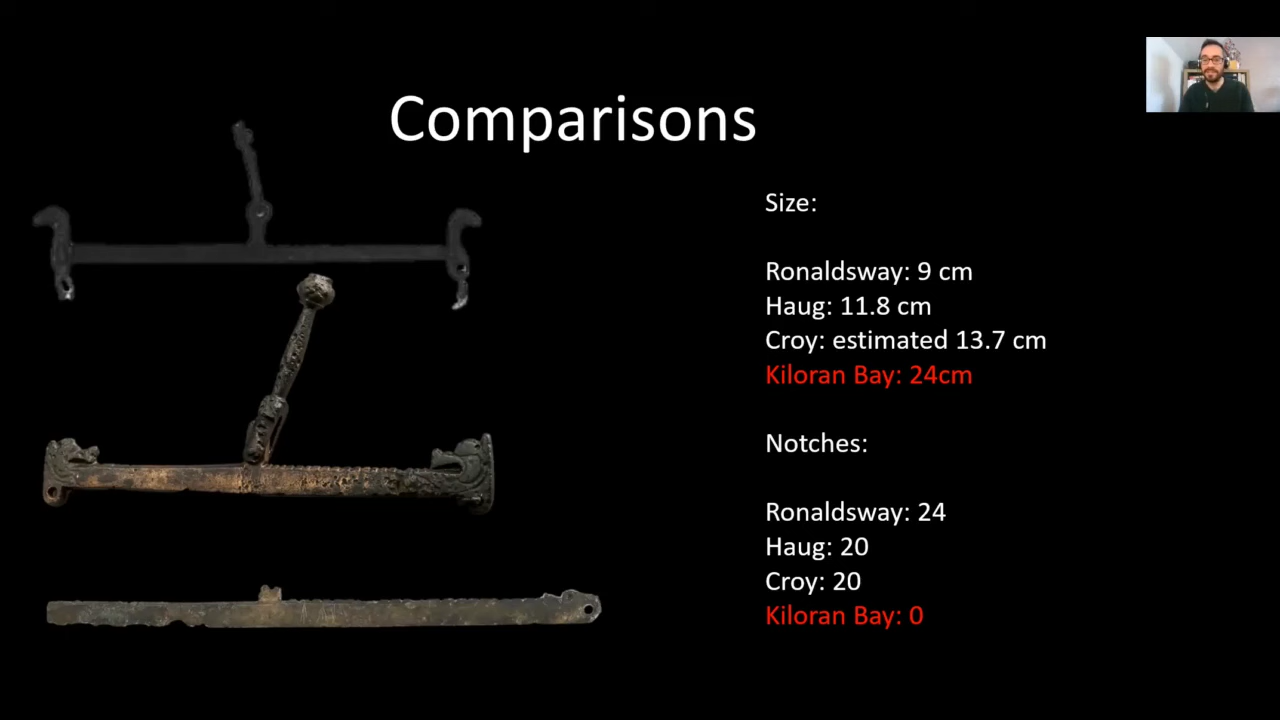 Comparisons
Size:
Ronaldsway: 9 cm
Haug: 11.8 cm
Croy: estimated 13.7 cm
Kiloran Bay: 24cm
Notches:
Ronaldsway: 24
Haug: 20
Croy: 20
Kiloran Bay: 0